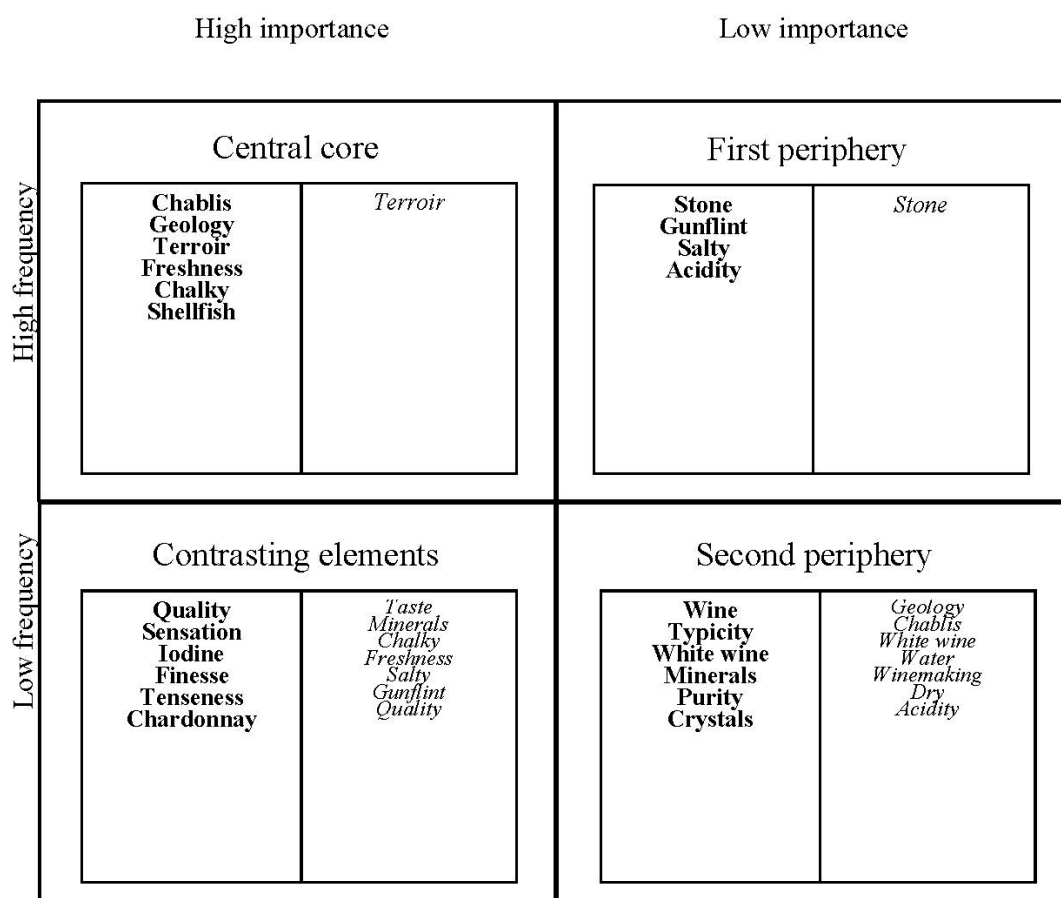 High importance
Low importance
High frequency
Central core
Chablis
Geology
Terroir
Freshness
Chalky
Shellfish
Terroir
First periphery
Stone
Gunflint
Salty
Acidity
Stone
Low frequency
Contrasting elements
Quality
Sensation
Iodine
Finesse
Tenseness
Chardonnay
Taste
Minerals
Chalky
Freshness
Salty
Gunflint
Quality
Second periphery
Wine
Typicity
White wine
Minerals
Purity
Crystals
Geology
Chablis
White wine
Water
Winemaking
Dry
Acidity